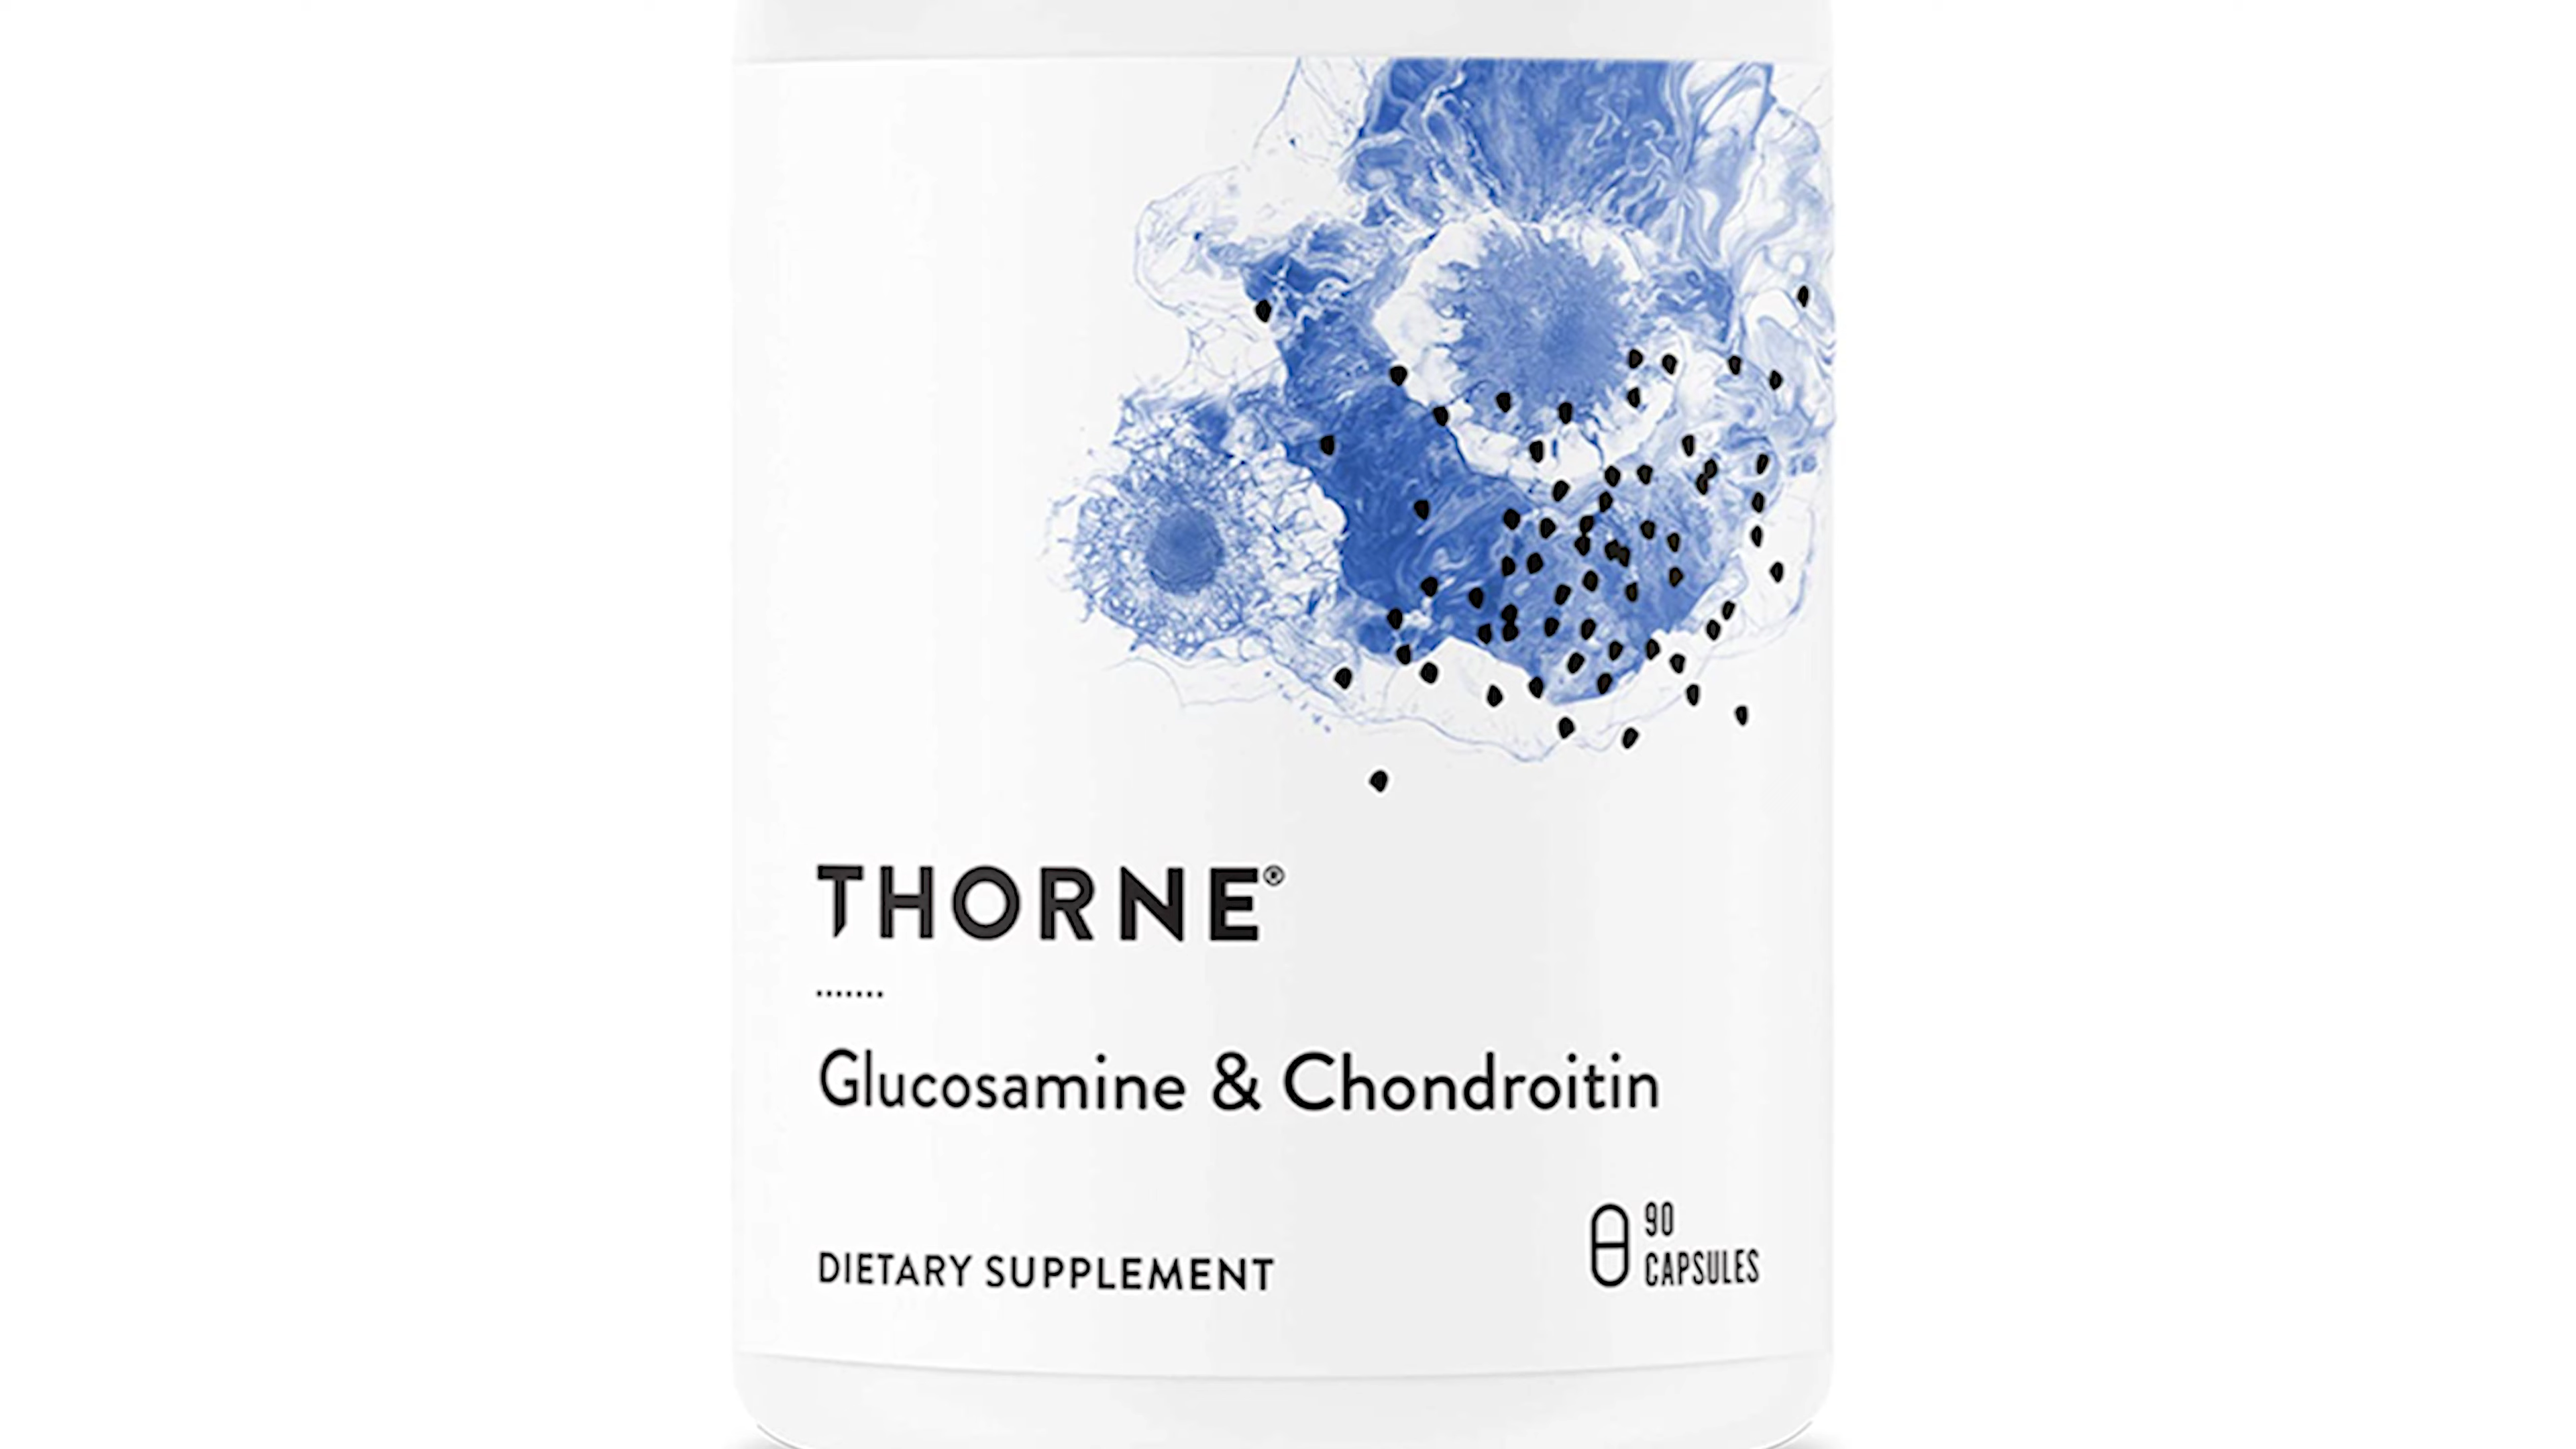 THORNE®
Glucosamine & Chondroitin
DIETARY SUPPLEMENT
90
CAPSULES